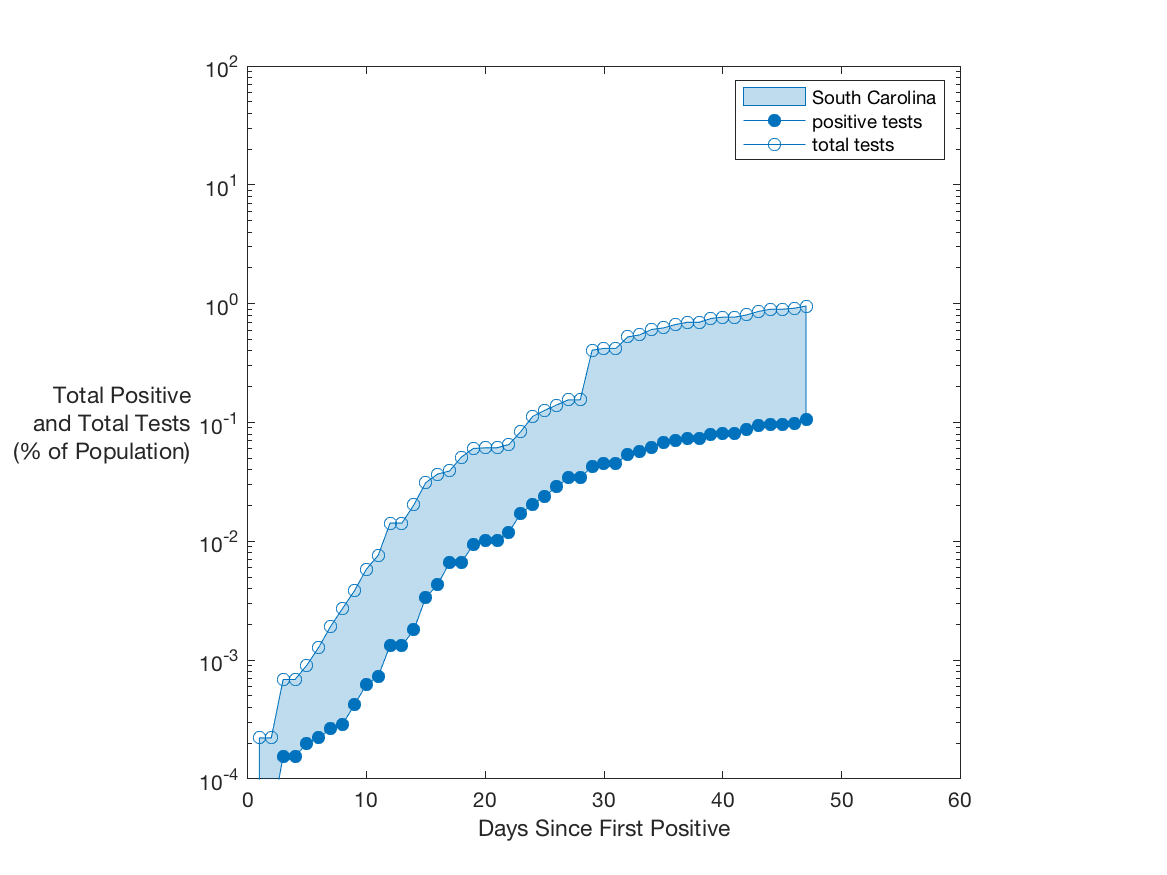 10^2
10^1
10^0
10^-1
10^-2
10^-3
10^-4
Total Positive
and Total Tests
(% of Population)
South Carolina
positive tests
total tests
0 10 20 30 40 50 60
Days Since First Positive